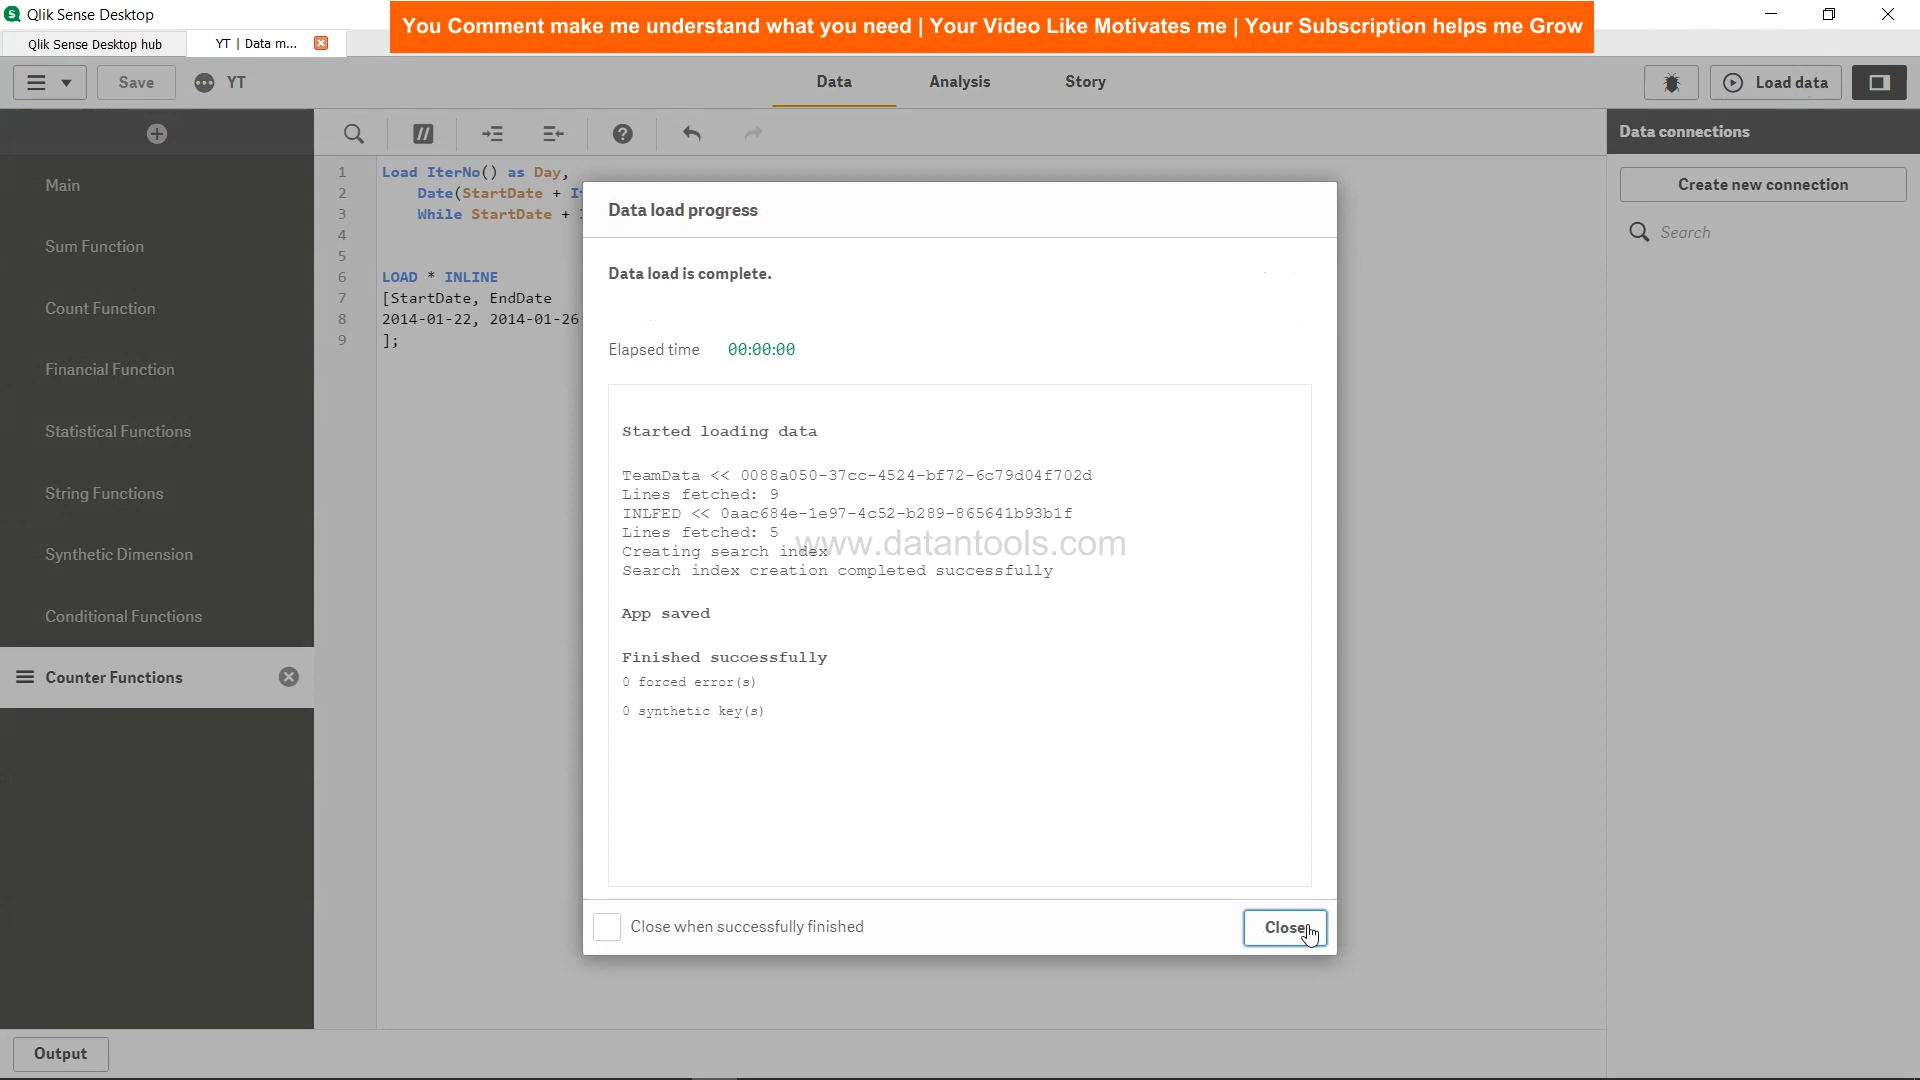 Qlik Sense Desktop
You Comment make me understand what you need | Your Video Like Motivates me | Your Subscription helps me Grow
Qlik Sense Desktop hub
YT | Data m...
Save
YT
Data
Analysis
Story
Load data
Main
Sum Function
Count Function
Financial Function
Statistical Functions
String Functions
Synthetic Dimension
Conditional Functions
Counter Functions
Output
1 Load IterNo() as Day,
2 Date(StartDate +
3 While StartDate +
4
5
6 LOAD * INLINE
7 [StartDate, EndDate
8 2014-01-22, 2014-01-26
9 ];
Data load progress
Data load is complete.
Elapsed time 00:00:00
Started loading data
TeamData << 0088a050-37cc-4524-bf72-6c79d04f702d
Lines fetched: 9
INLFED << 0aac684e-1e97-4c52-b289-865641b93b1f
Lines fetched: 5
www.datantools.com
Creating search index
Search index creation completed successfully
App saved
Finished successfully
0 forced error(s)
0 synthetic key(s)
Close when successfully finished
Close
Data connections
Create new connection
Search